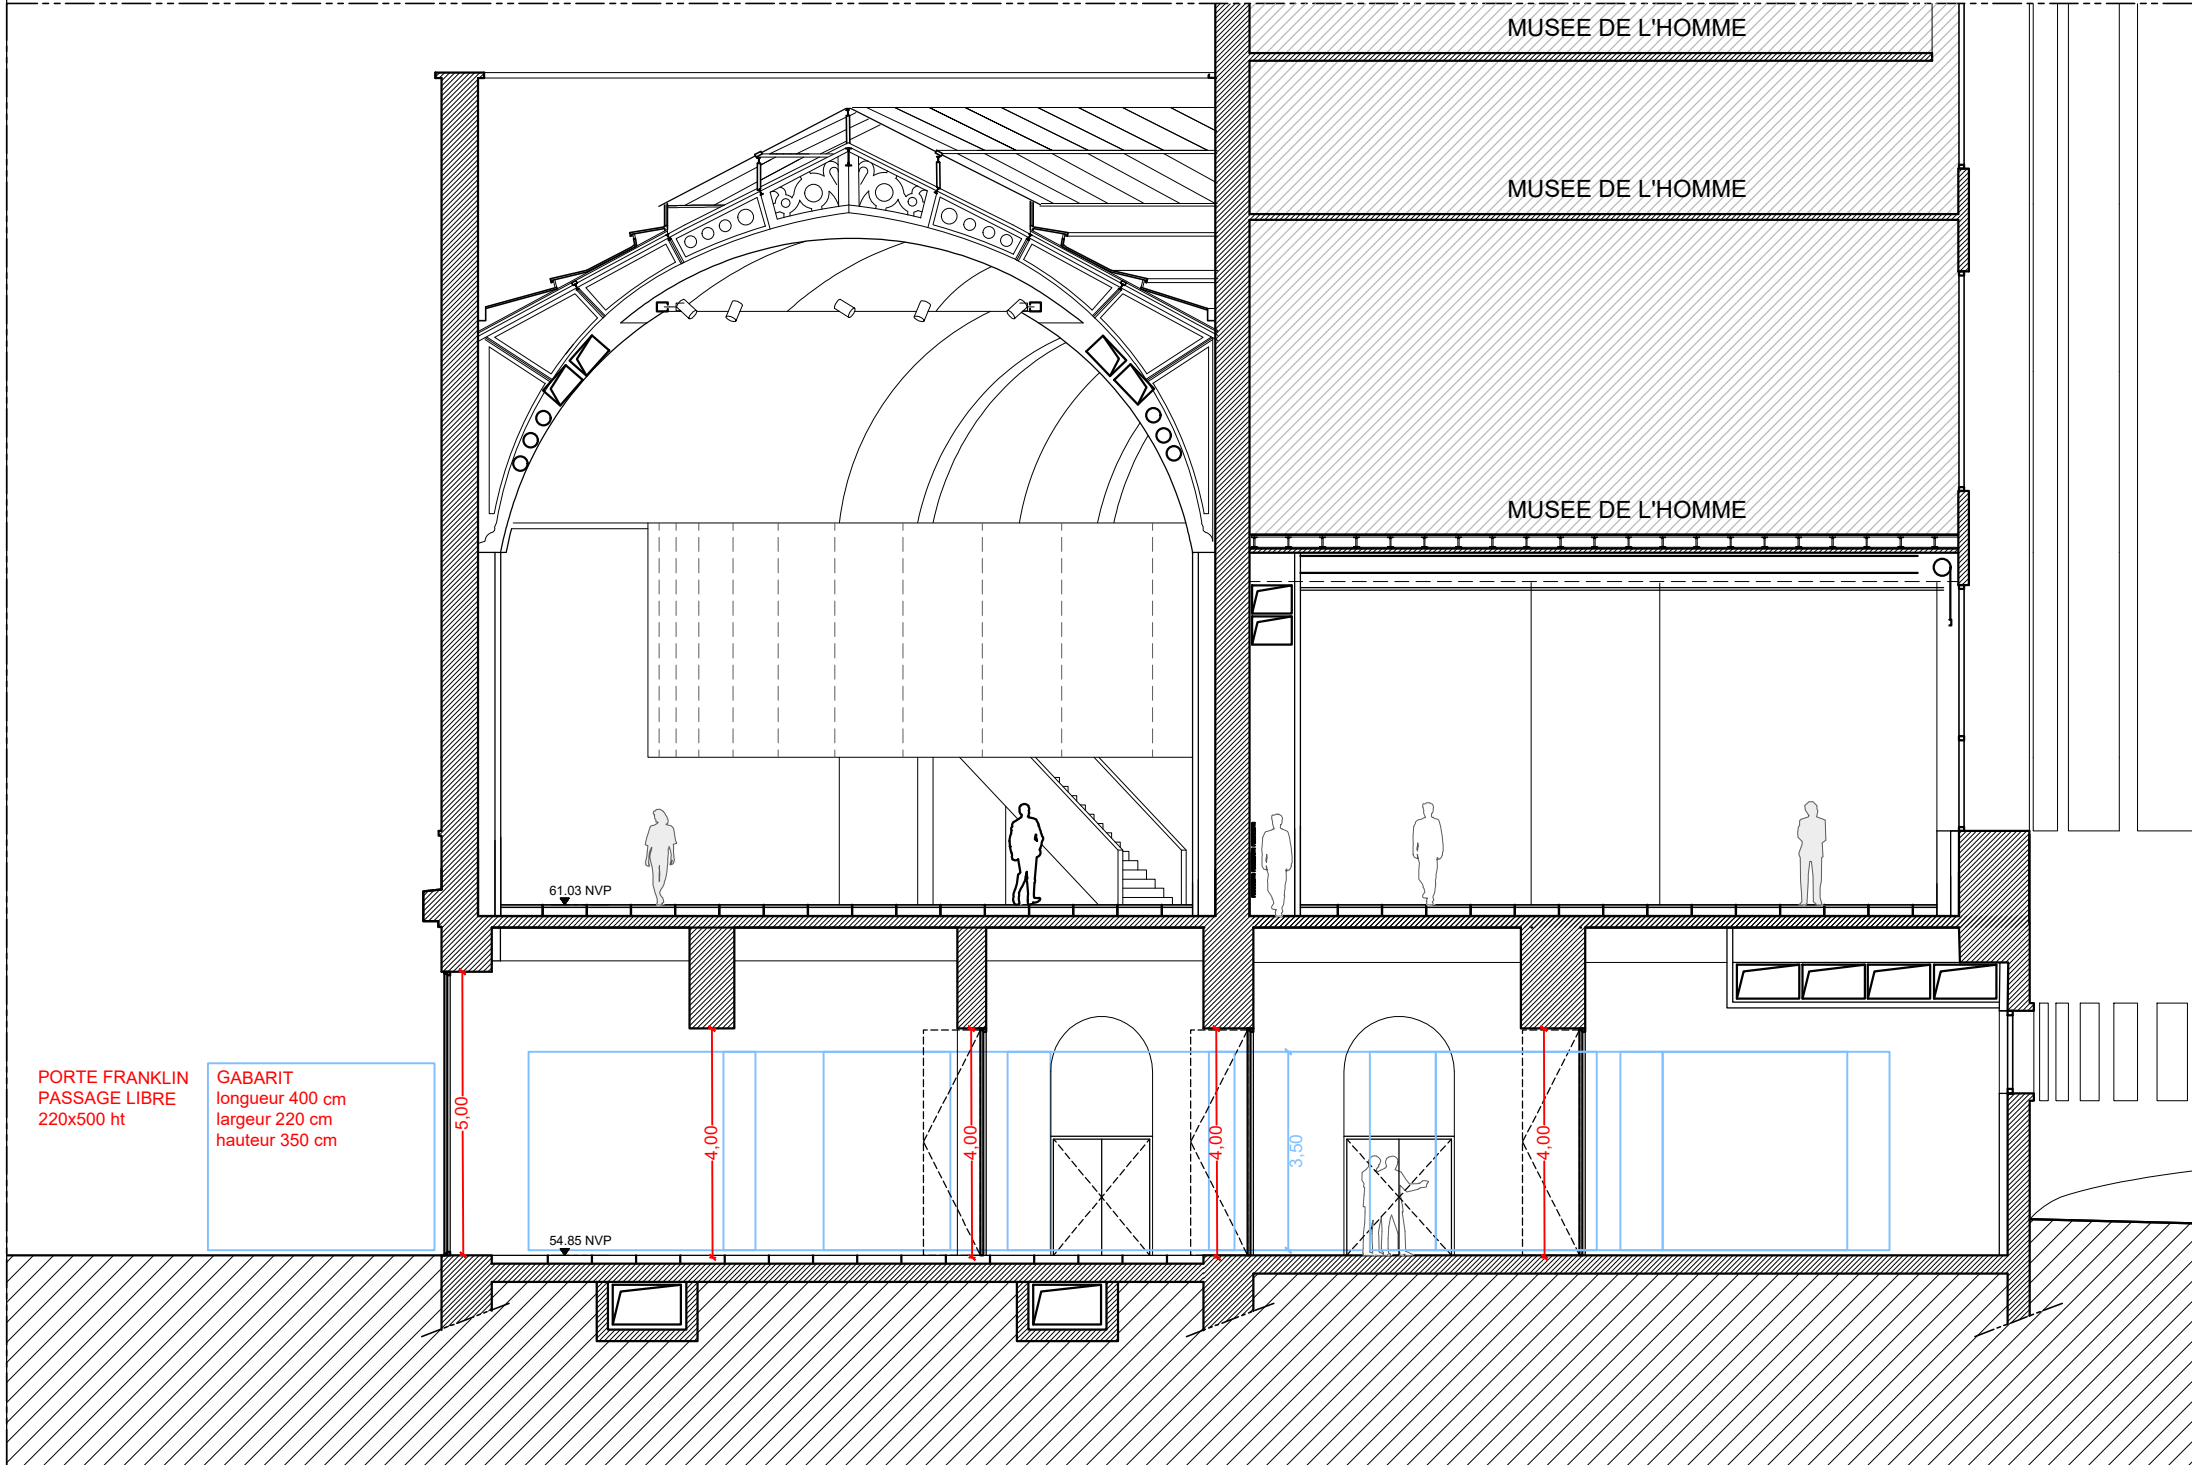 MUSEE DE L'HOMME
MUSEE DE L'HOMME
MUSEE DE L'HOMME
61.03 NVP
PORTE FRANKLIN
PASSAGE LIBRE
220x500 ht
GABARIT
longueur 400 cm
largeur 220 cm
hauteur 350 cm
5,00
4,00
4,00
4,00
3,50
4,00
54.85 NVP